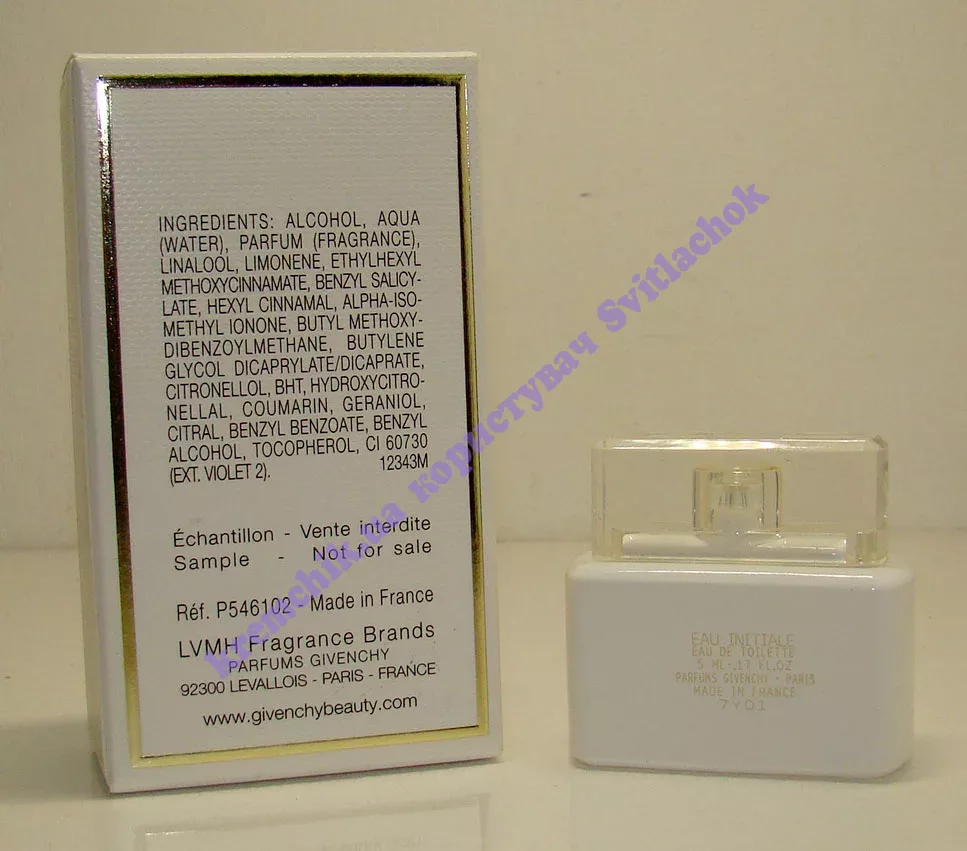 INGREDIENTS: ALCOHOL, AQUA
(WATER), PARFUM (FRAGRANCE),
LINALOOL, LIMONENE, ETHYLHEXYL
METHOXYCINNAMATE, BENZYL SALICY-
LATE, HEXYL CINNAMAL, ALPHA-ISO-
METHYL IONONE, BUTYL METHOXY-
DIBENZOYLMETHANE, BUTYLENE
GLYCOL DICAPRYLATE/DICAPRATE,
CITRONELLOL, BHT, HYDROXYCITRO-
NELLAL, COUMARIN, GERANIOL,
CITRAL, BENZYL BENZOATE, BENZYL
ALCOHOL, TOCOPHEROL, CI 60730
(EXT. VIOLET 2). 12343M
Échantillon - Vente interdite
Sample - Not for sale
Réf. P546102 - Made in France
LVMH Fragrance Brands
PARFUMS GIVENCHY
92300 LEVALLOIS - PARIS - FRANCE
www.givenchybeauty.com
EAU INITIALE
EAU DE TOILETTE
5 ML-.17 FL.OZ
PARFUMS GIVENCHY - PARIS
MADE IN FRANCE
7Y01
kremchik.ua користувач Svitlachok